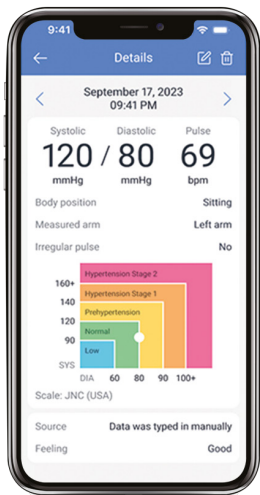 9:41
Details
September 17, 2023
09:41 PM
Systolic Diastolic Pulse
120 / 80 69
mmHg mmHg bpm
Body position Sitting
Measured arm Left arm
Irregular pulse No
Hypertension Stage 2
160+
Hypertension Stage 1
140
Prehypertension
120
Normal
90
Low
SYS
DIA 60 80 90 100+
Scale: JNC (USA)
Source Data was typed in manually
Feeling Good